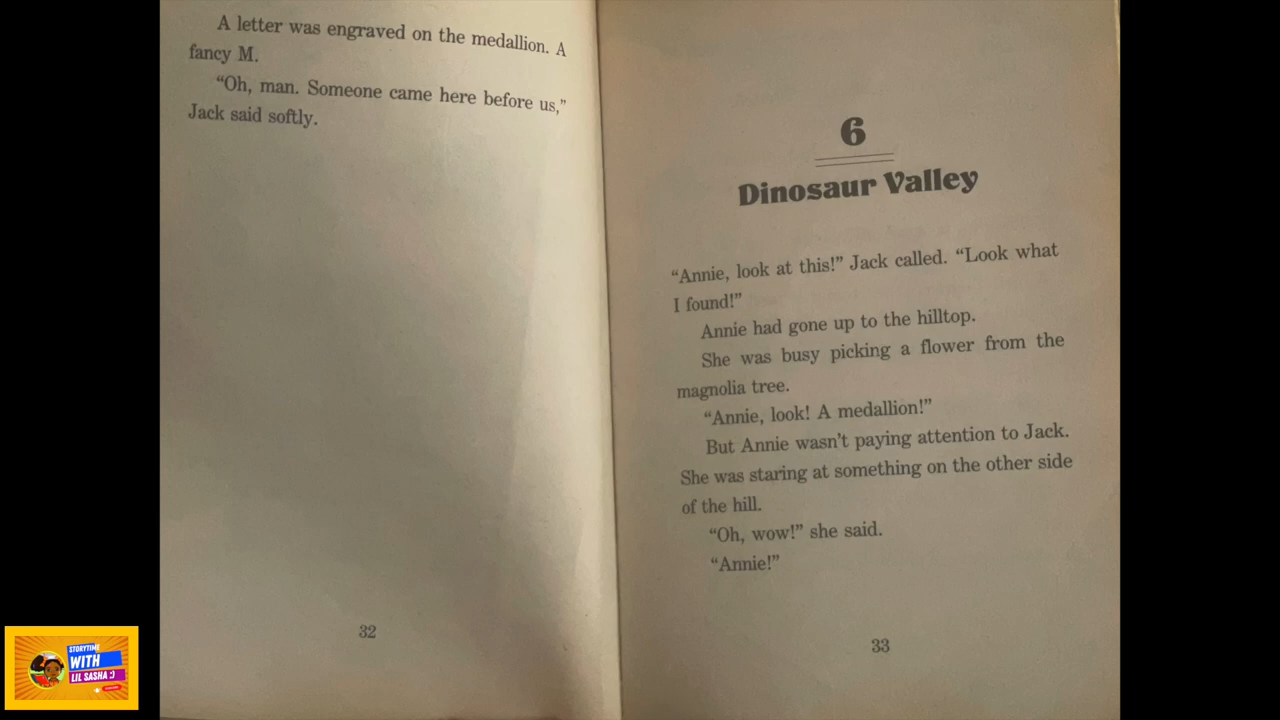 A letter was engraved on the medallion. A
fancy M.
“Oh, man. Someone came here before us,”
Jack said softly.
32
6
Dinosaur Valley
“Annie, look at this!” Jack called. “Look what
I found!”
Annie had gone up to the hilltop.
She was busy picking a flower from the
magnolia tree.
“Annie, look! A medallion!”
But Annie wasn’t paying attention to Jack.
She was staring at something on the other side
of the hill.
“Oh, wow!” she said.
“Annie!”
33
STORYTIME
WITH
LIL SASHA :)